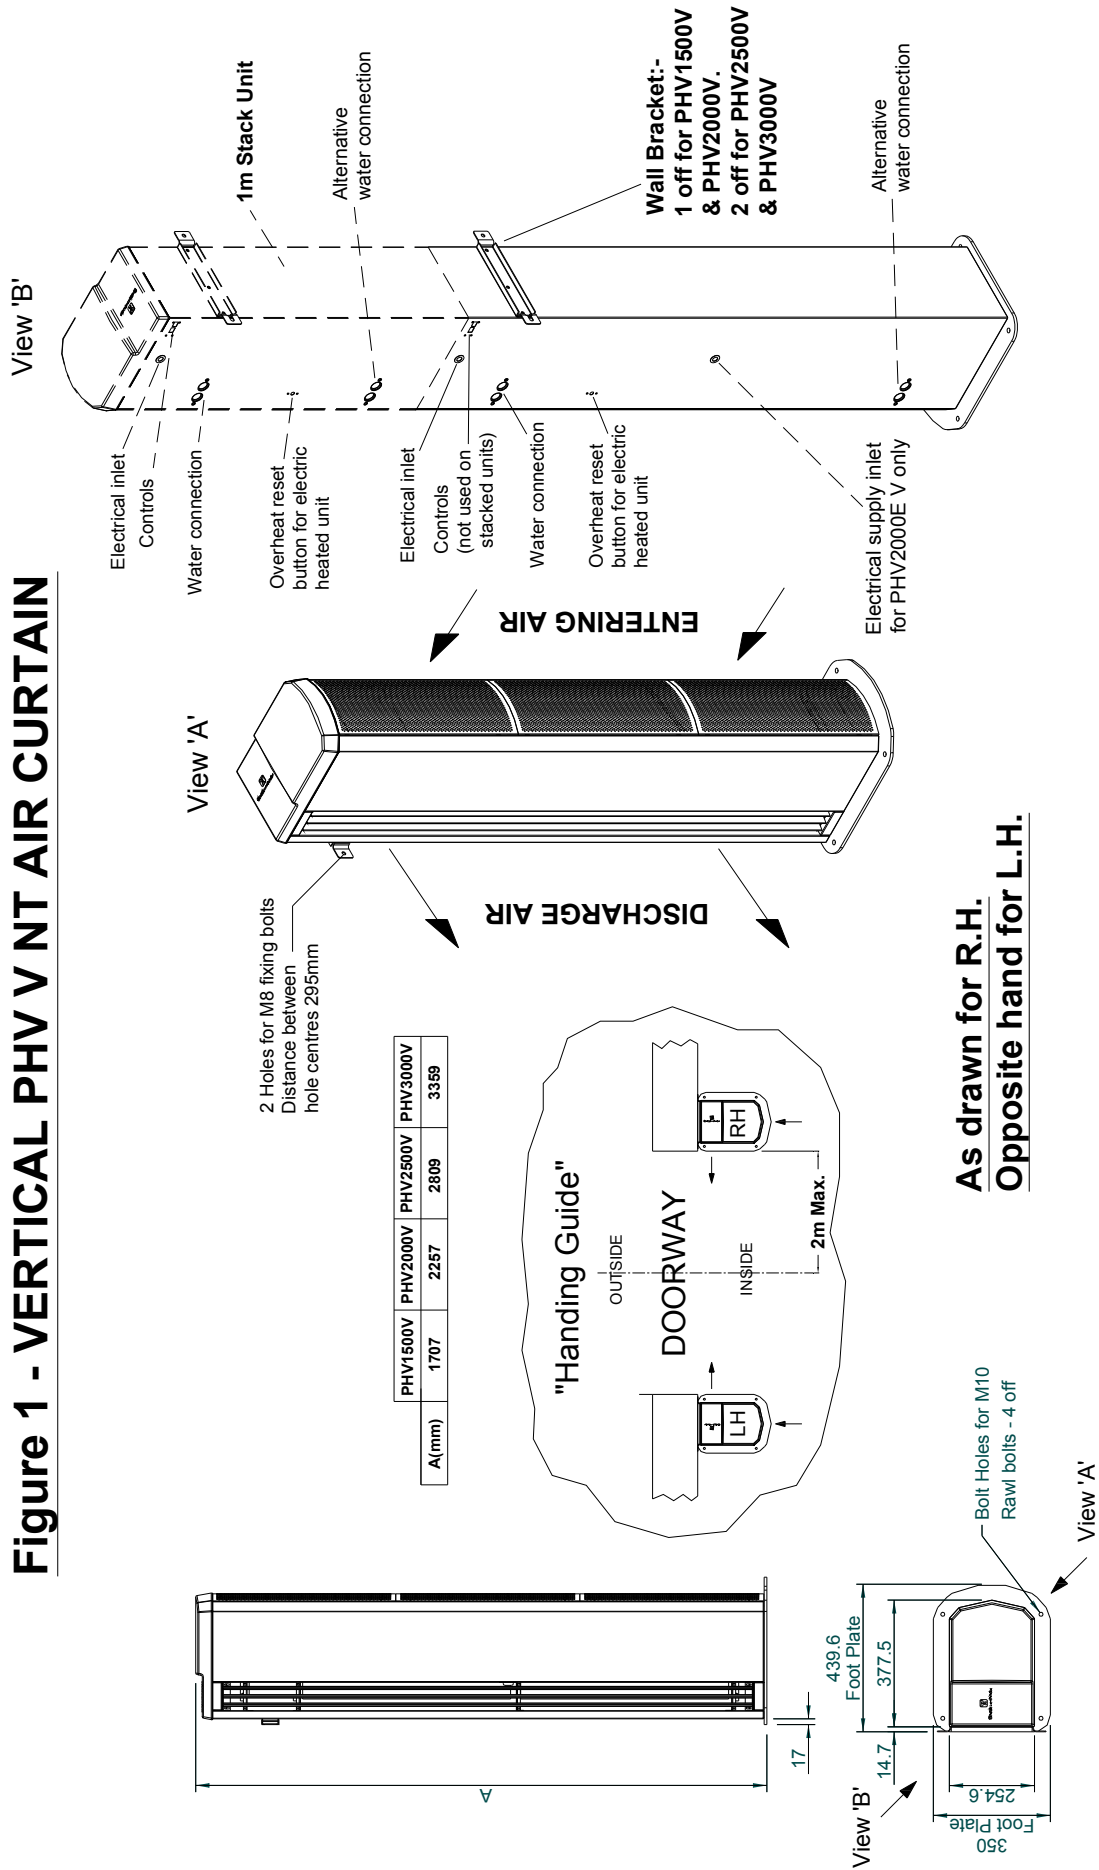 Figure 1 - VERTICAL PHV V NT AIR CURTAIN
View 'B'
Electrical inlet
Controls
Water connection
Overheat reset
button for electric
heated unit
Electrical inlet
Controls
(not used on
stacked units)
Water connection
Overheat reset
button for electric
heated unit
Electrical supply inlet
for PHV2000E V only
1m Stack Unit
Alternative
water connection
Wall Bracket:-
1 off for PHV1500V
& PHV2000V.
2 off for PHV2500V
& PHV3000V
Alternative
water connection
View 'A'
ENTERING AIR
DISCHARGE AIR
2 Holes for M8 fixing bolts
Distance between
hole centres 295mm
PHV1500V PHV2000V PHV2500V PHV3000V
A(mm) 1707 2257 2809 3359
"Handing Guide"
OUTSIDE
DOORWAY
INSIDE
LH
RH
2m Max.
As drawn for R.H.
Opposite hand for L.H.
A
17
439.6
Foot Plate
377.5
14.7
254.6
350
Foot Plate
Bolt Holes for M10
Rawl bolts - 4 off
View 'B'
View 'A'